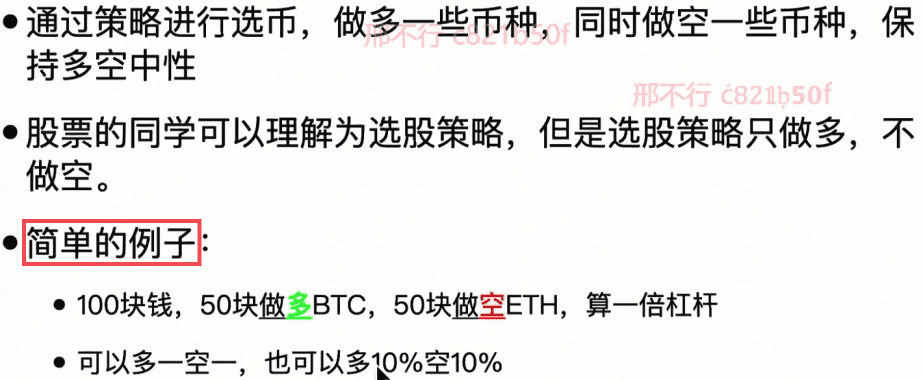 • 通过策略进行选币，做多一些币种，同时做空一些币种，保
持多空中性
邢不行 c821b50f
邢不行 c821b50f
• 股票的同学可以理解为选股策略，但是选股策略只做多，不
做空。
• 简单的例子：
• 100块钱，50块做多BTC，50块做空ETH，算一倍杠杆
• 可以多一空一，也可以多10%空10%